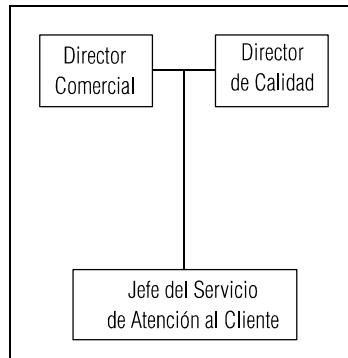 Director
Comercial
Director
de Calidad
Jefe del Servicio
de Atención al Cliente